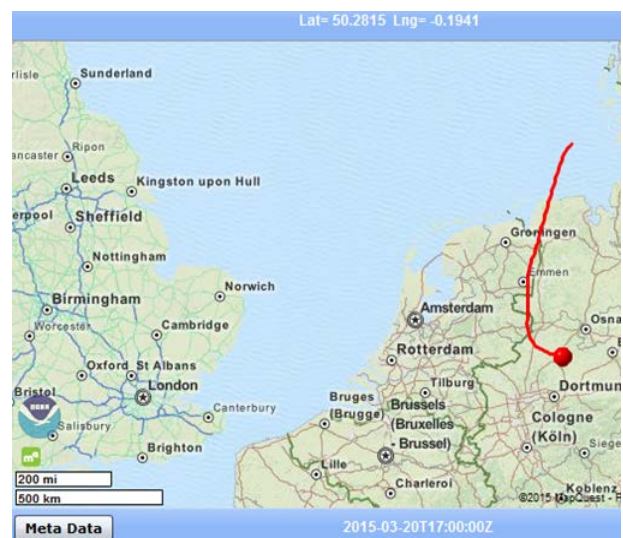 Lat= 50.2815 Lng= -0.1941
arlisle
Sunderland
Ripon
ancaster
Leeds
Kingston upon Hull
erpool
Sheffield
Groningen
Nottingham
Emmen
Norwich
Birmingham
Amsterdam
Osna
Worcester
Cambridge
Rotterdam
Oxford
St Albans
Tilburg
Dortmun
London
Bristol
Canterbury
Bruges
(Brugge)
Brussels
(Bruxelles
- Brussel)
Cologne
(Köln)
Salisbury
Brighton
Siege
Lille
Charleroi
Koblenz
200 mi
500 km
©2015 MapQuest - P
Meta Data
2015-03-20T17:00:00Z